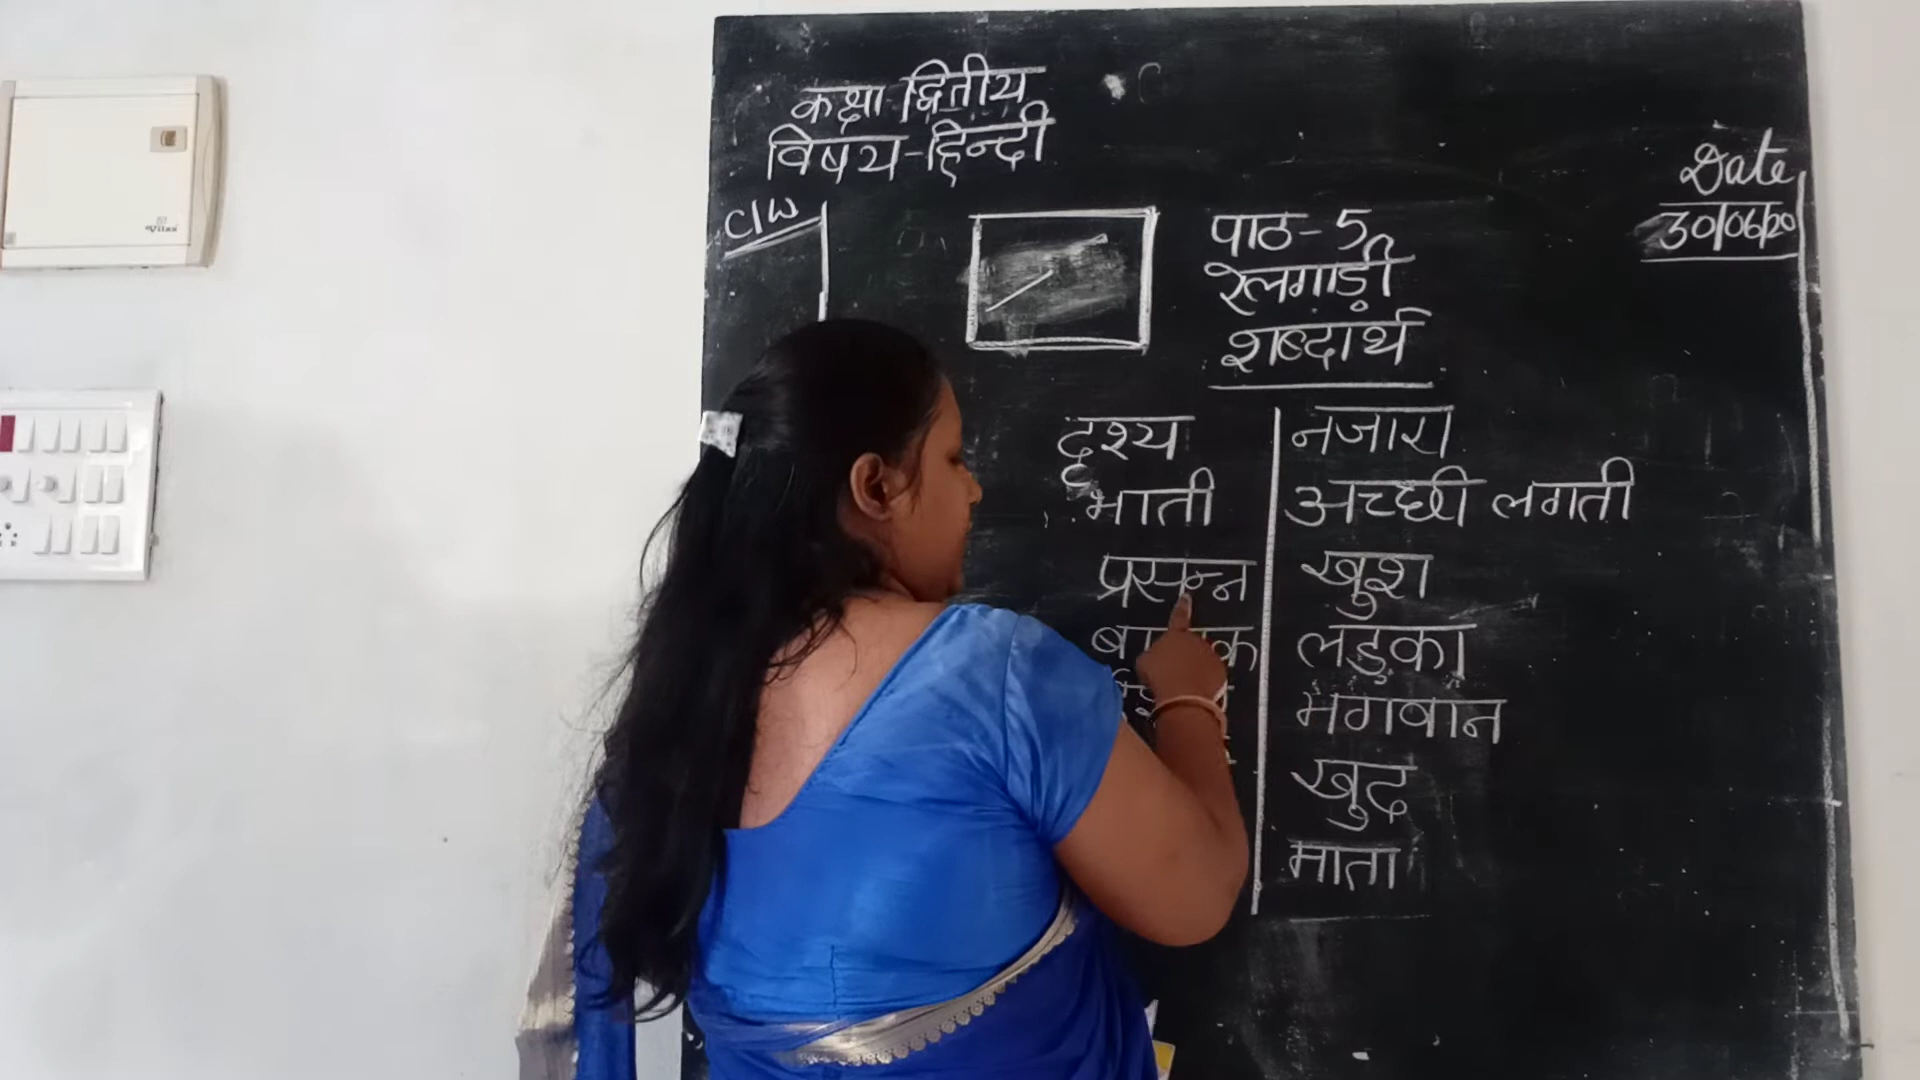 कक्षा द्वितीय
विषय-हिन्दी
Date
30/06/20
C/W
पाठ-5
रेलगाड़ी
शब्दार्थ
दृश्य नजारा
भाती अच्छी लगती
प्रसन्न खुश
लड़का
भगवान
खुद
माता